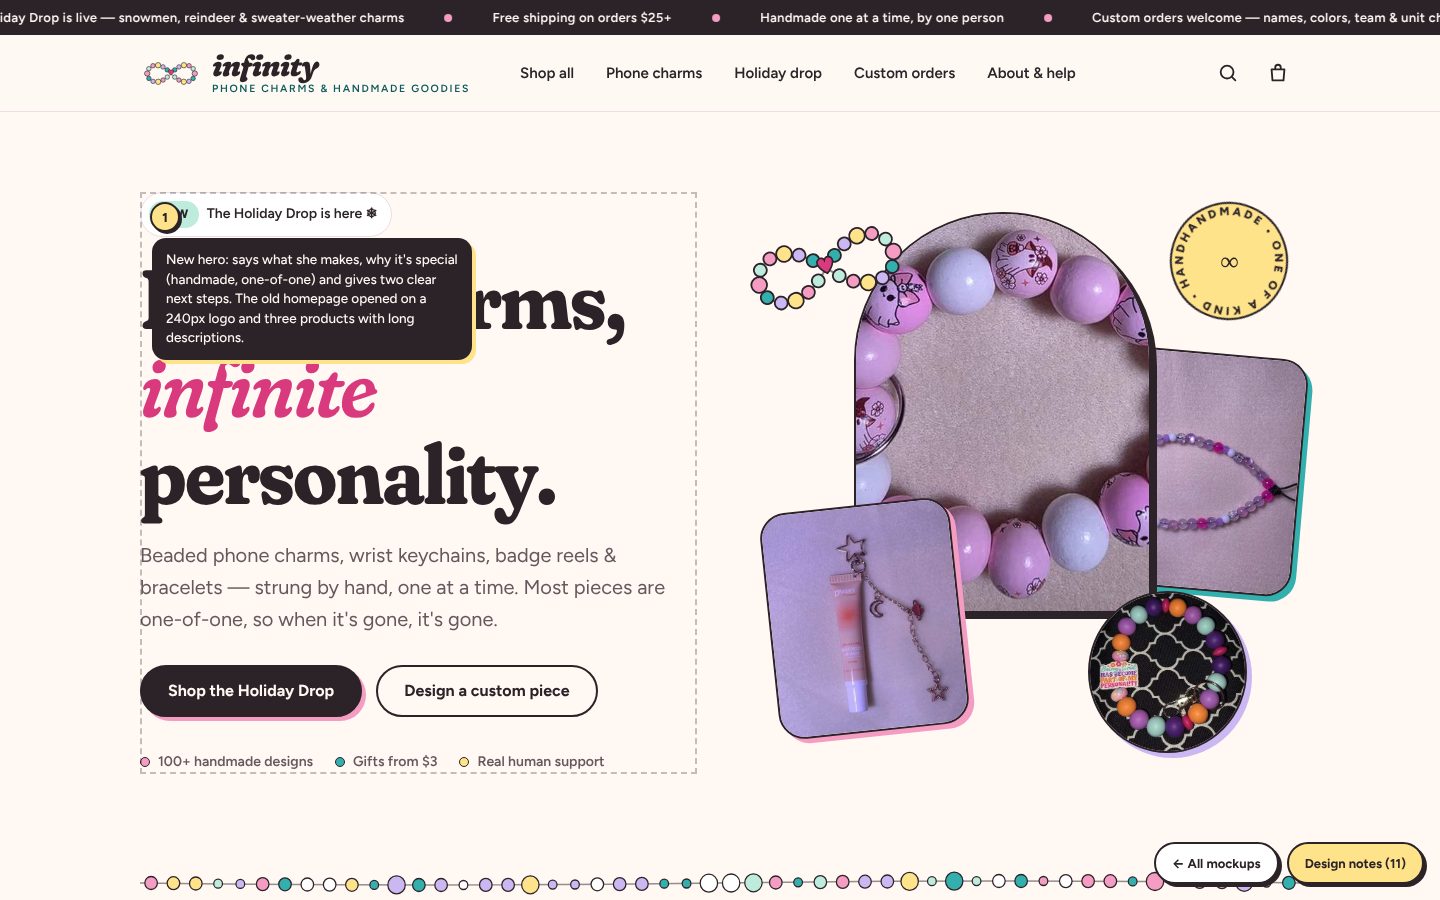 iday Drop is live — snowmen, reindeer & sweater-weather charms
Free shipping on orders $25+
Handmade one at a time, by one person
Custom orders welcome — names, colors, team & unit ch
infinity
PHONE CHARMS & HANDMADE GOODIES
Shop all
Phone charms
Holiday drop
Custom orders
About & help
1
The Holiday Drop is here ❄
New hero: says what she makes, why it's special
(handmade, one-of-one) and gives two clear
next steps. The old homepage opened on a
240px logo and three products with long
descriptions.
rms,
infinite
personality.
Beaded phone charms, wrist keychains, badge reels &
bracelets — strung by hand, one at a time. Most pieces are
one-of-one, so when it's gone, it's gone.
Shop the Holiday Drop
Design a custom piece
100+ handmade designs
Gifts from $3
Real human support
HANDMADE • ONE OF A KIND • HAND
∞
← All mockups
Design notes (11)